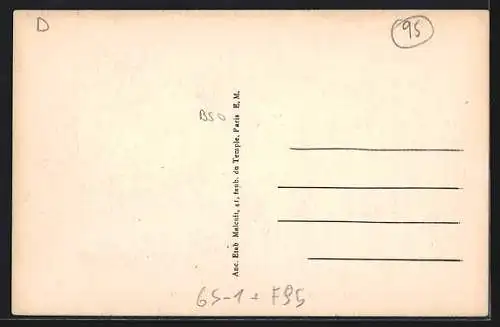 D
95
B50
Anc. Etab Malcuit, 41, faub. du Temple, Paris E. M.
65-1 + F95